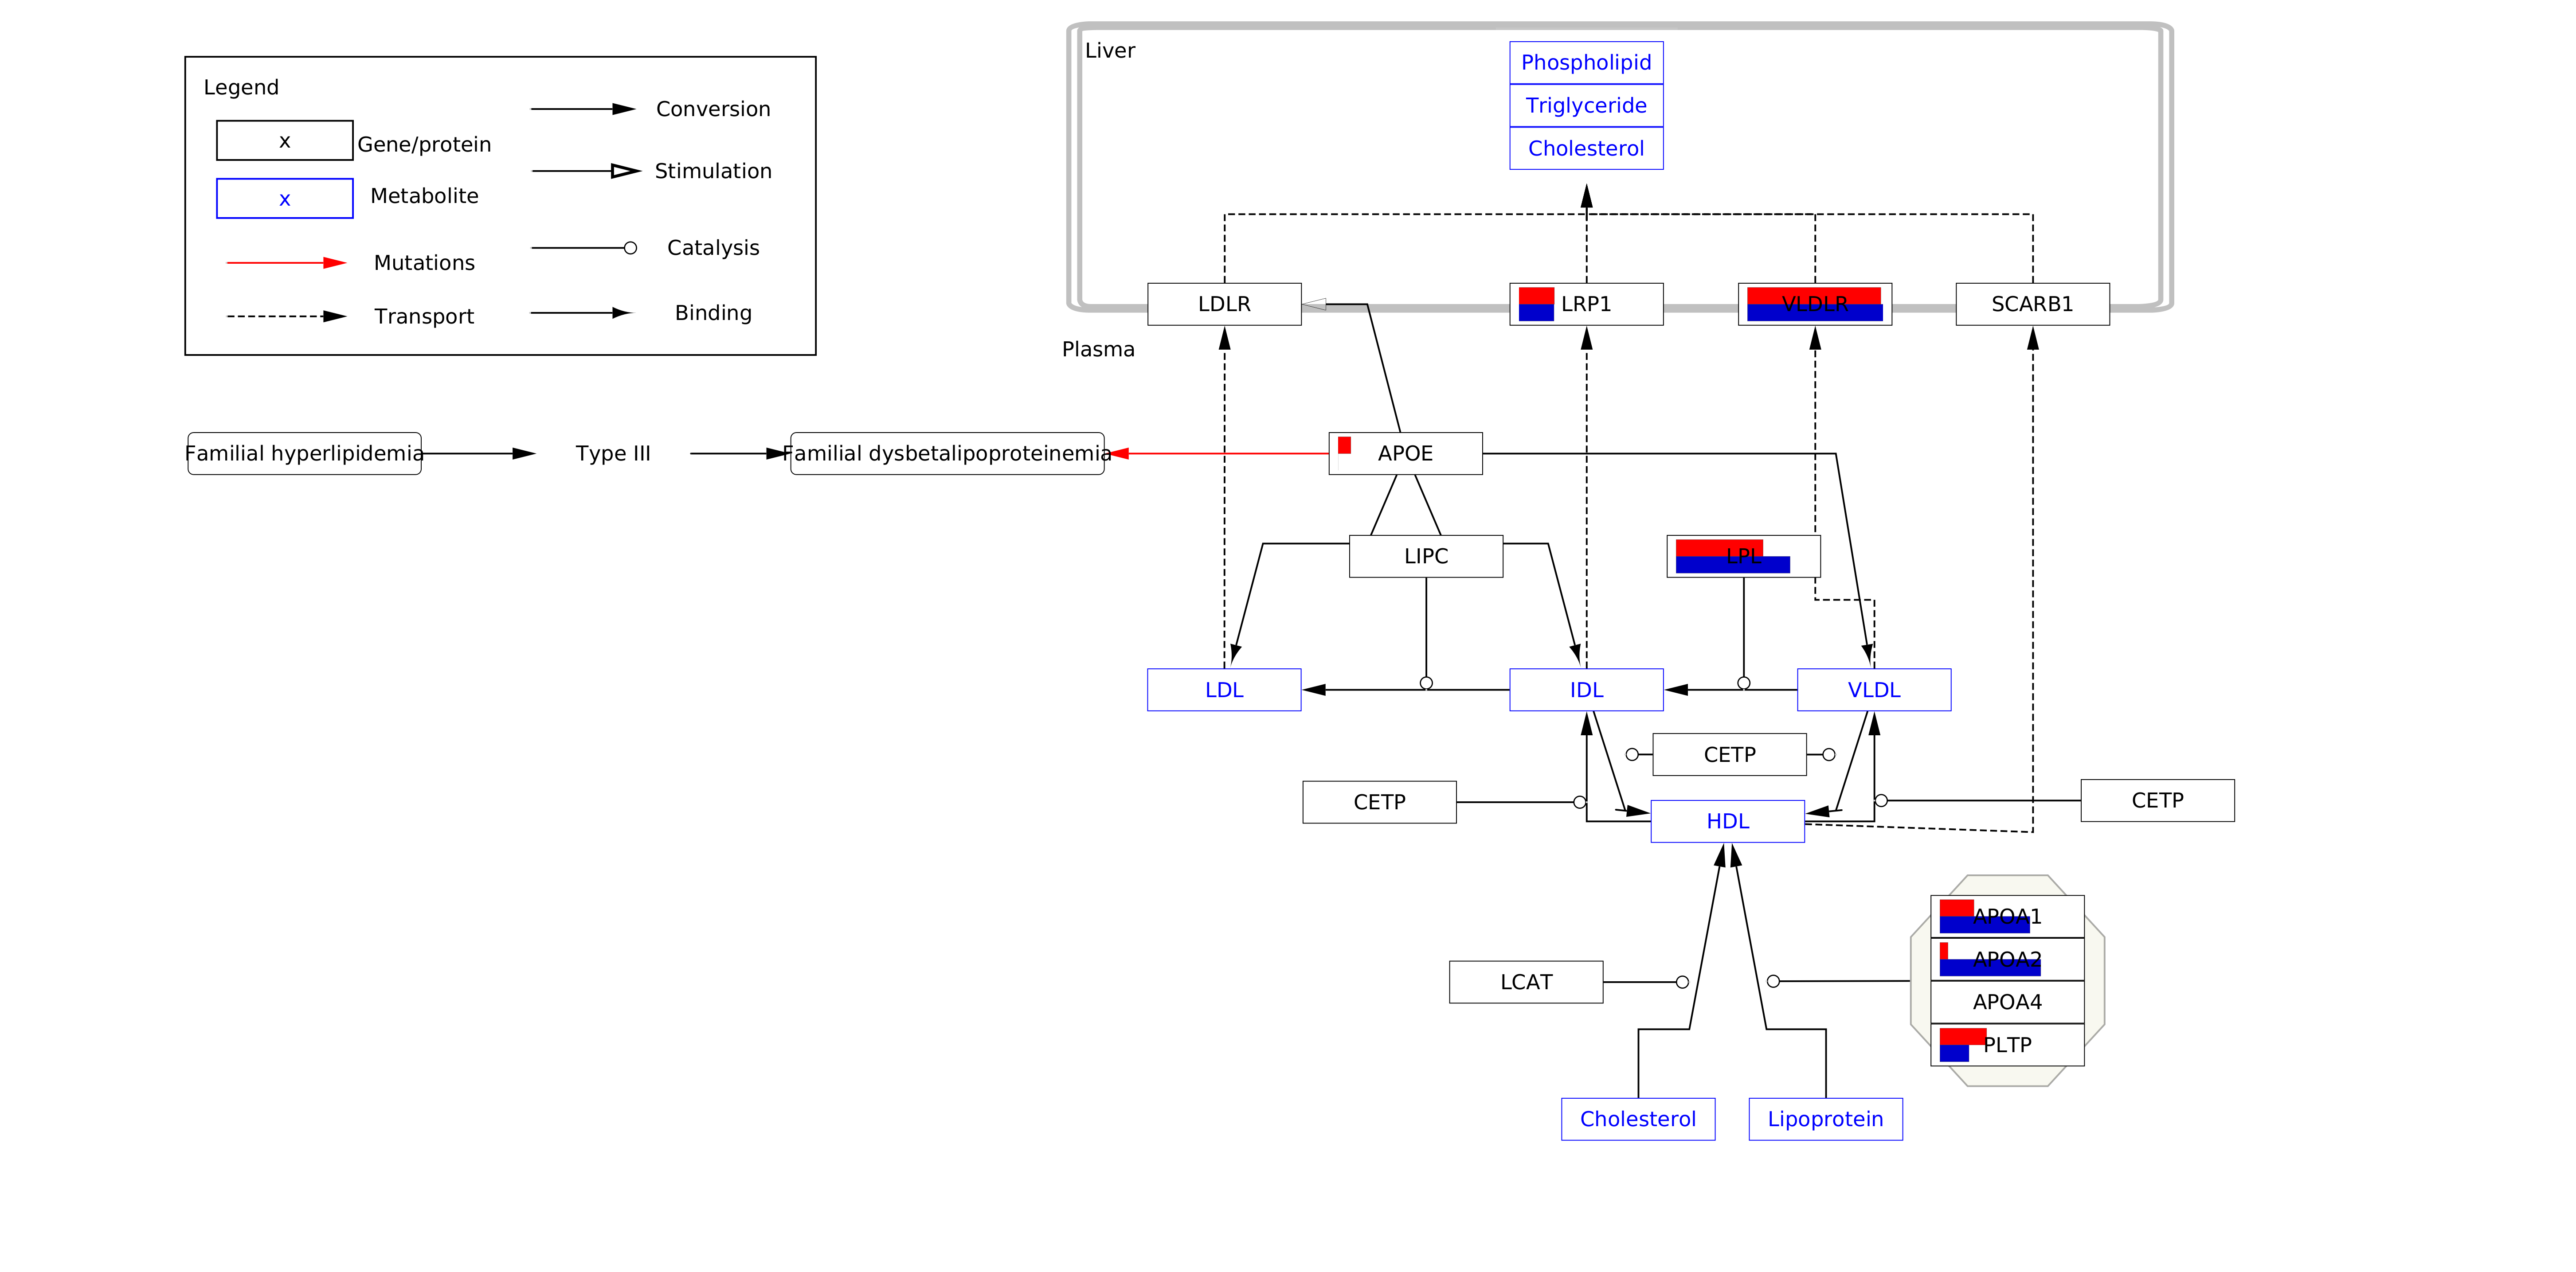 Legend
x
Gene/protein
x
Metabolite
Mutations
Transport
Conversion
Stimulation
Catalysis
Binding
Liver
Phospholipid
Triglyceride
Cholesterol
LDLR
LRP1
VLDLR
SCARB1
Plasma
Familial hyperlipidemia
Type III
Familial dysbetalipoproteinemia
APOE
LIPC
LPL
LDL
IDL
VLDL
CETP
CETP
CETP
HDL
APOA1
APOA2
APOA4
PLTP
LCAT
Cholesterol
Lipoprotein